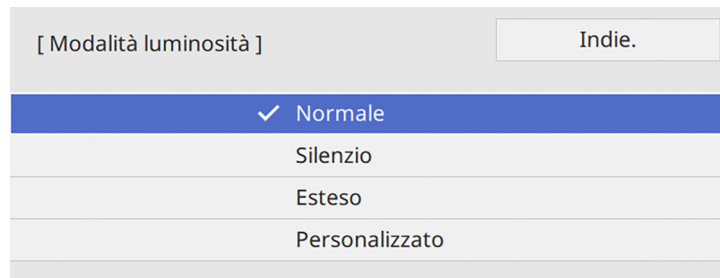 [ Modalità luminosità ]
Indie.
Normale
Silenzio
Esteso
Personalizzato